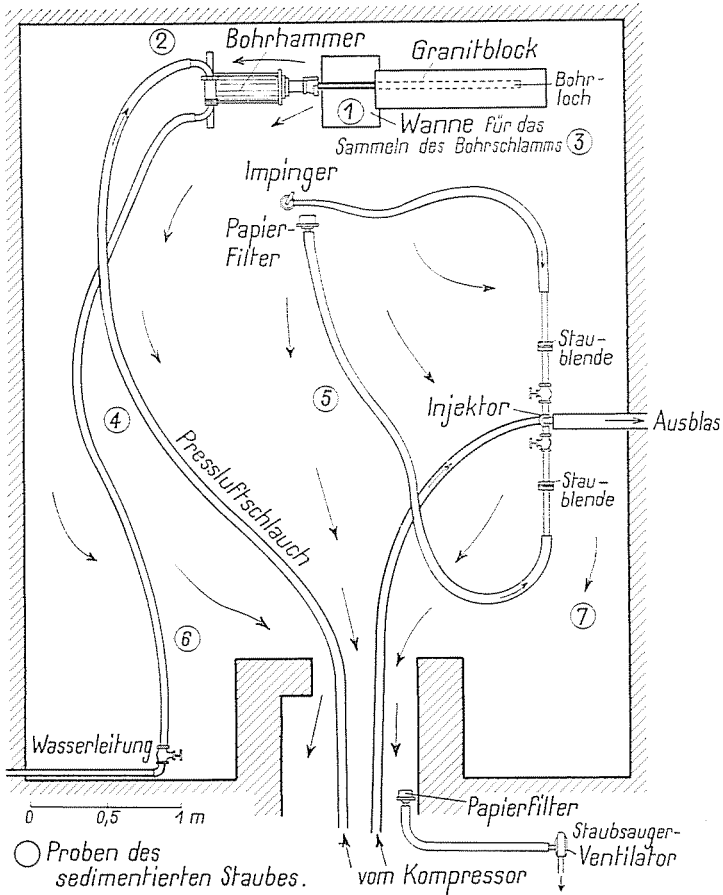 2
Bohrhammer
Granitblock
Bohr-
loch
1
Wanne für das
Sammeln des Bohrschlamms 3
Impinger
Papier-
Filter
Stau-
blende
5
4
Injektor
Ausblas
Pressluftschlauch
Stau-
blende
7
6
Wasserleitung
0 0,5 1 m
Papierfilter
Staubsauger-
Ventilator
Proben des
sedimentierten Staubes.
vom Kompressor